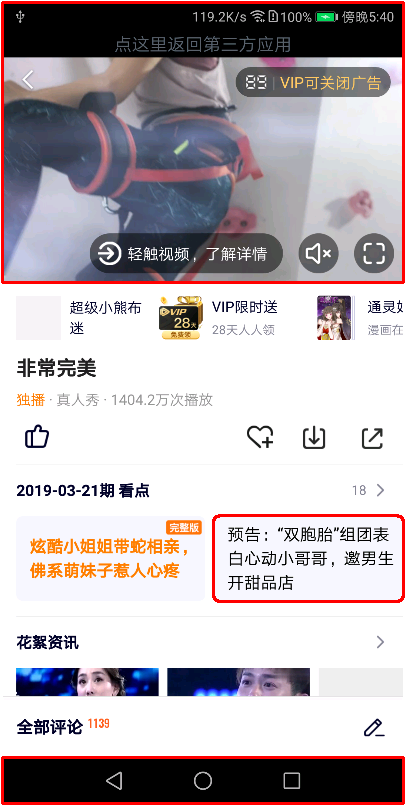 119.2K/s 100% 傍晚5:40
点这里返回第三方应用
89 VIP可关闭广告
轻触视频，了解详情
超级小熊布
迷
VIP
28天
免费领
VIP限时送
28天人人领
通灵妃
漫画在
非常完美
独播 · 真人秀 · 1404.2万次播放
2019-03-21期 看点
18
完整版
炫酷小姐姐带蛇相亲，
佛系萌妹子惹人心疼
预告：“双胞胎”组团表
白心动小哥哥，邀男生
开甜品店
花絮资讯
全部评论 1139